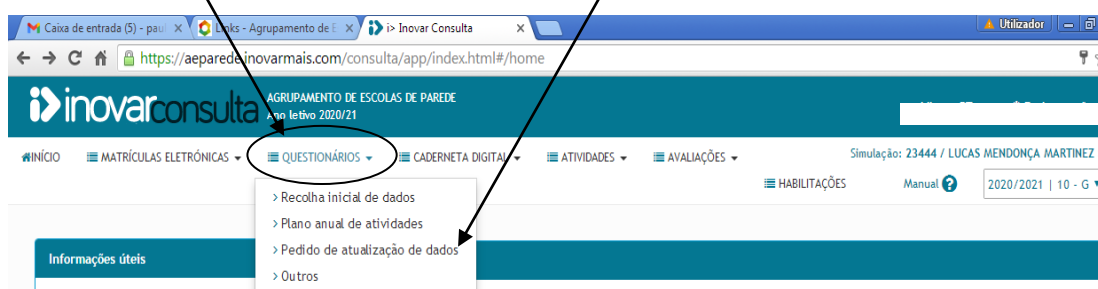 Caixa de entrada (5) - paul
Links - Agrupamento de E
i> Inovar Consulta
Utilizador
https://aeparede.inovarmais.com/consulta/app/index.html#/home
inovarconsulta
AGRUPAMENTO DE ESCOLAS DE PAREDE
Ano letivo 2020/21
INÍCIO
MATRÍCULAS ELETRÓNICAS
QUESTIONÁRIOS
CADERNETA DIGITAL
ATIVIDADES
AVALIAÇÕES
Simulação: 23444 / LUCAS MENDONÇA MARTINEZ
HABILITAÇÕES
Manual
2020/2021 | 10 - G
> Recolha inicial de dados
> Plano anual de atividades
> Pedido de atualização de dados
> Outros
Informações úteis